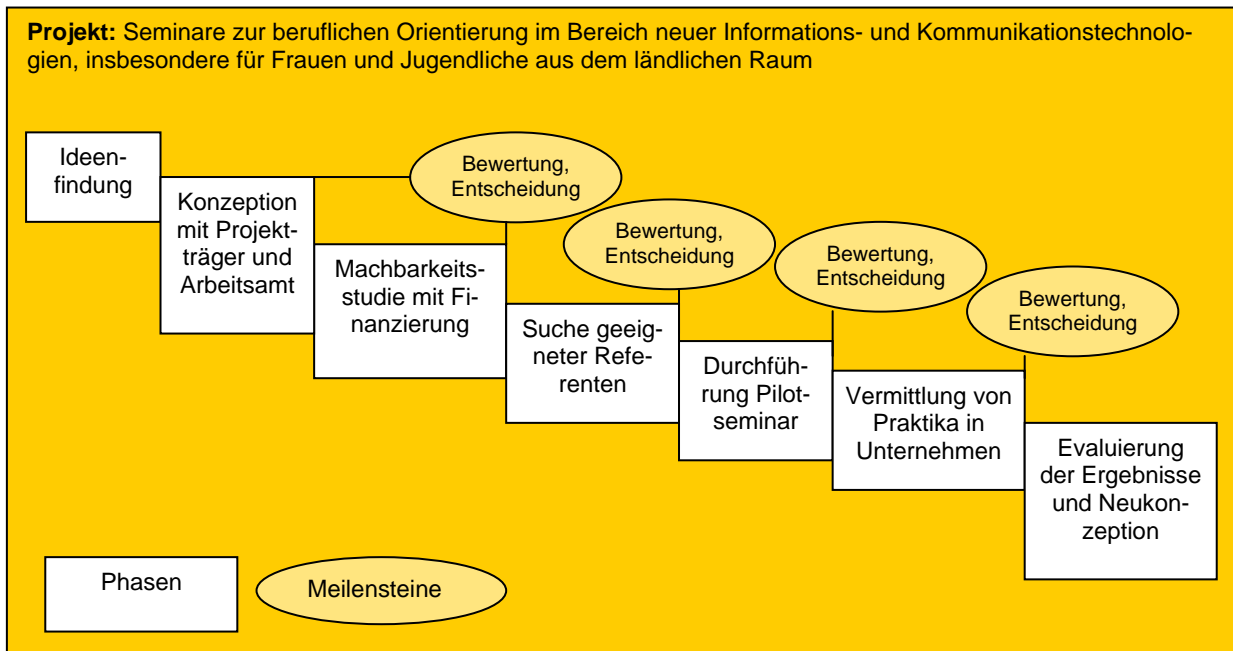 Projekt: Seminare zur beruflichen Orientierung im Bereich neuer Informations- und Kommunikationstechnolo-
gien, insbesondere für Frauen und Jugendliche aus dem ländlichen Raum
Ideen-
findung
Konzeption
mit Projekt-
träger und
Arbeitsamt
Machbarkeits-
studie mit Fi-
nanzierung
Suche geeig-
neter Refe-
renten
Durchfüh-
rung Pilot-
seminar
Vermittlung von
Praktika in
Unternehmen
Evaluierung
der Ergebnisse
und Neukon-
zeption
Bewertung,
Entscheidung
Bewertung,
Entscheidung
Bewertung,
Entscheidung
Bewertung,
Entscheidung
Phasen
Meilensteine